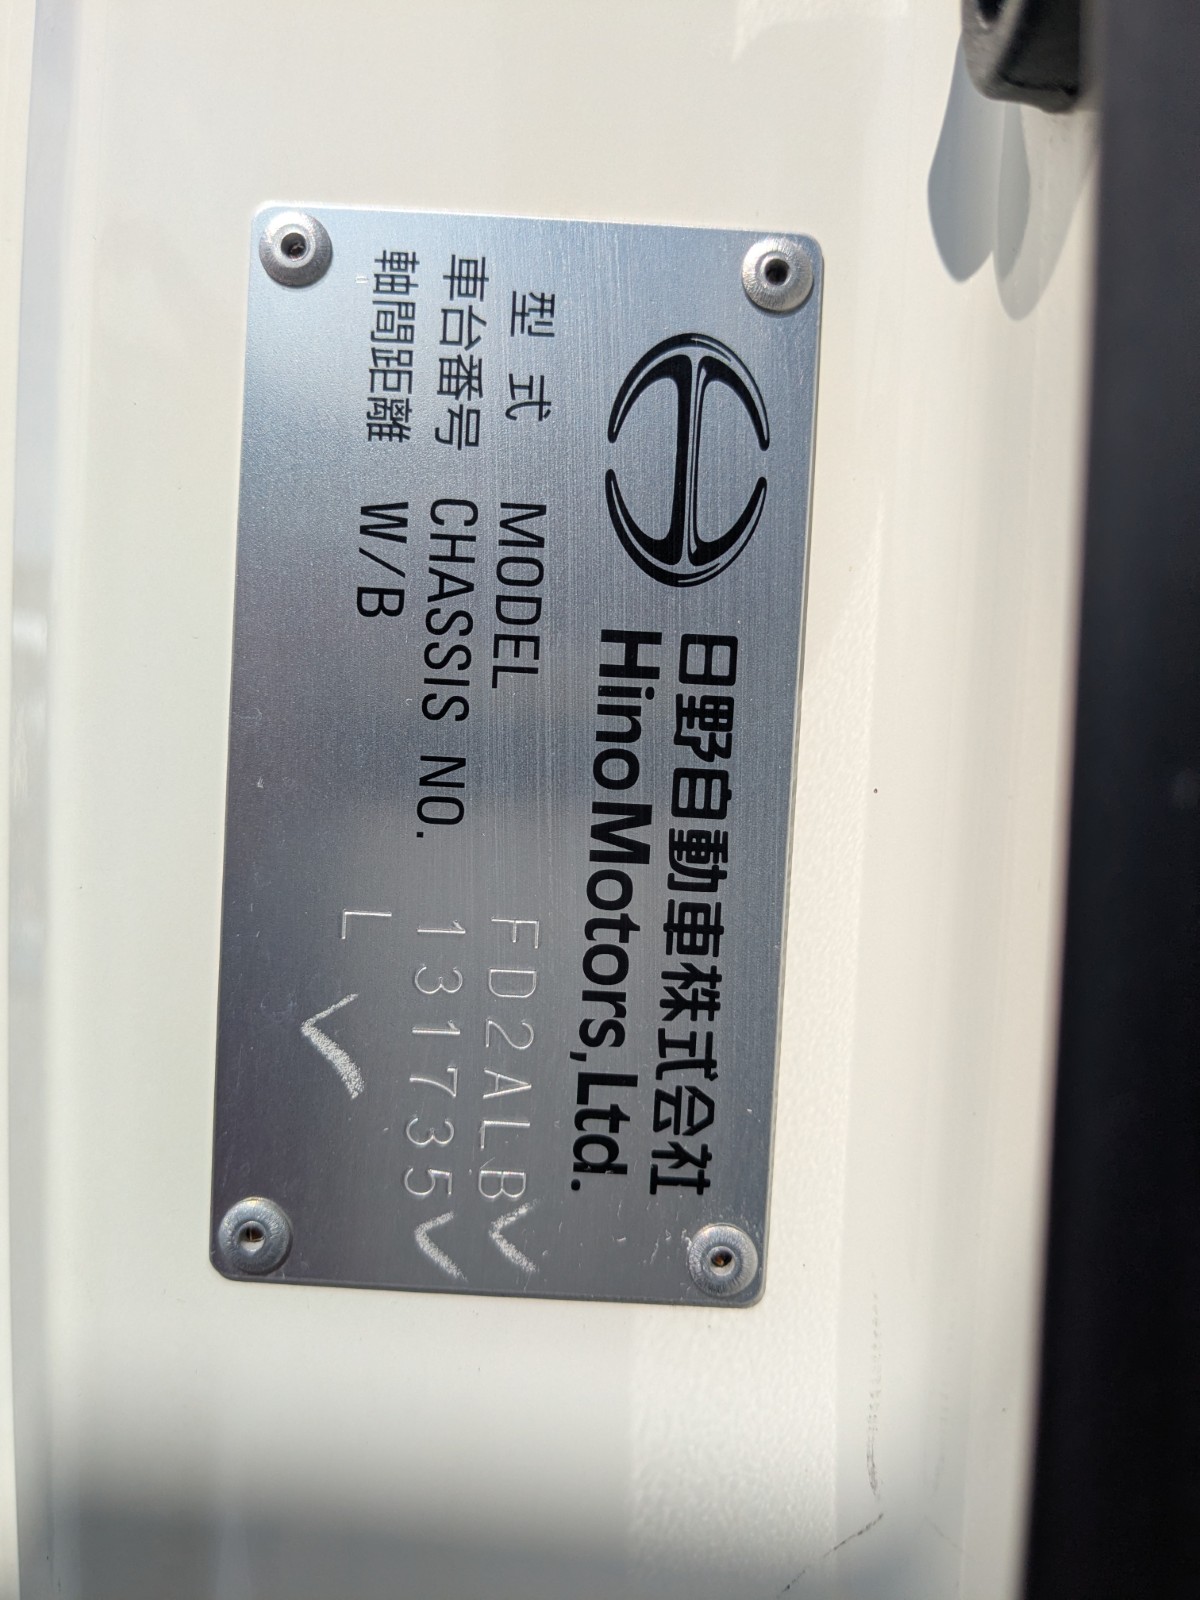 日野自動車株式会社
Hino Motors, Ltd.
型式 MODEL FD2ALB
車台番号 CHASSIS NO. 131735
軸間距離 W/B L